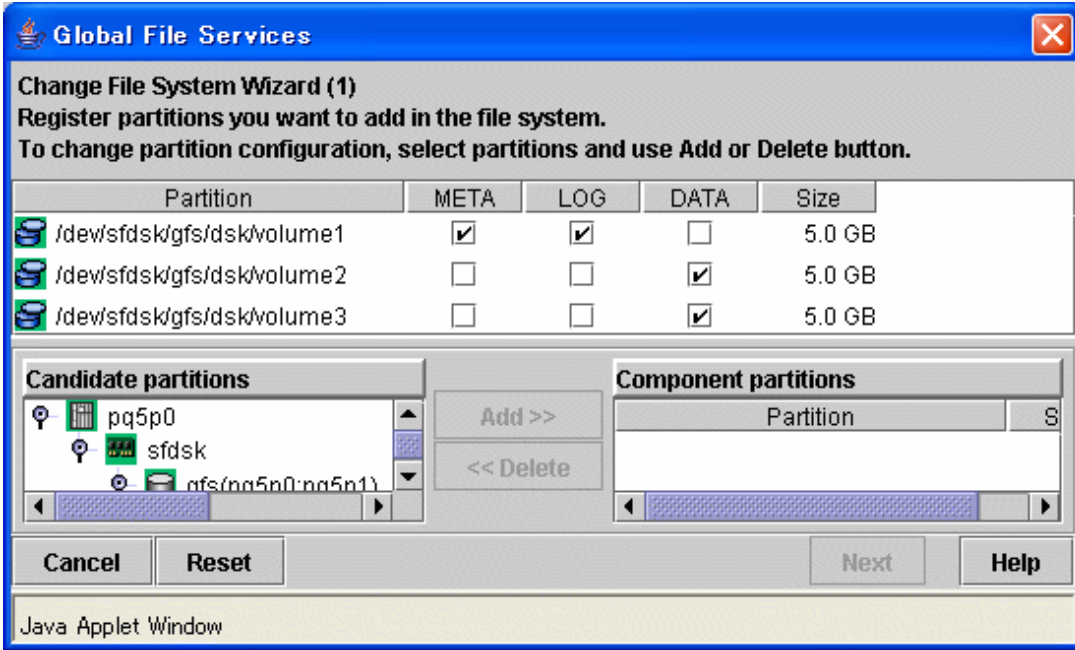 Global File Services
Change File System Wizard (1)
Register partitions you want to add in the file system.
To change partition configuration, select partitions and use Add or Delete button.
Partition META LOG DATA Size
/dev/sfdsk/gfs/dsk/volume1 5.0 GB
/dev/sfdsk/gfs/dsk/volume2 5.0 GB
/dev/sfdsk/gfs/dsk/volume3 5.0 GB
Candidate partitions
pq5p0
sfdsk
gfs(pq5p0:pq5p1)
Add >>
<< Delete
Component partitions
Partition S
Cancel Reset Next Help
Java Applet Window